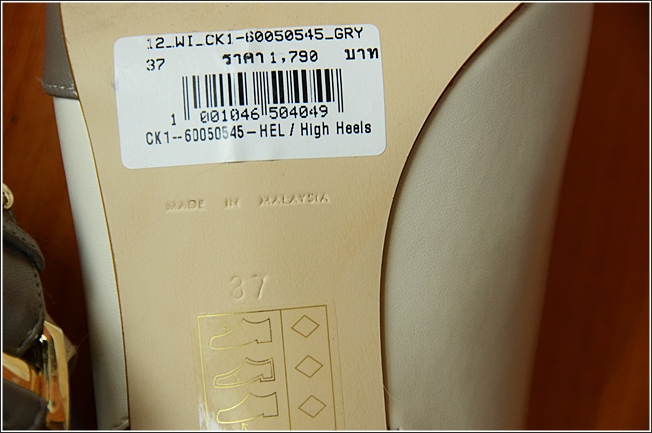 12_WI_CK1-60050545_GRY
37 ราคา 1,790 บาท
1 001046 504049
CK1--60050545-HEL / High Heels
MADE IN MALAYSIA
37